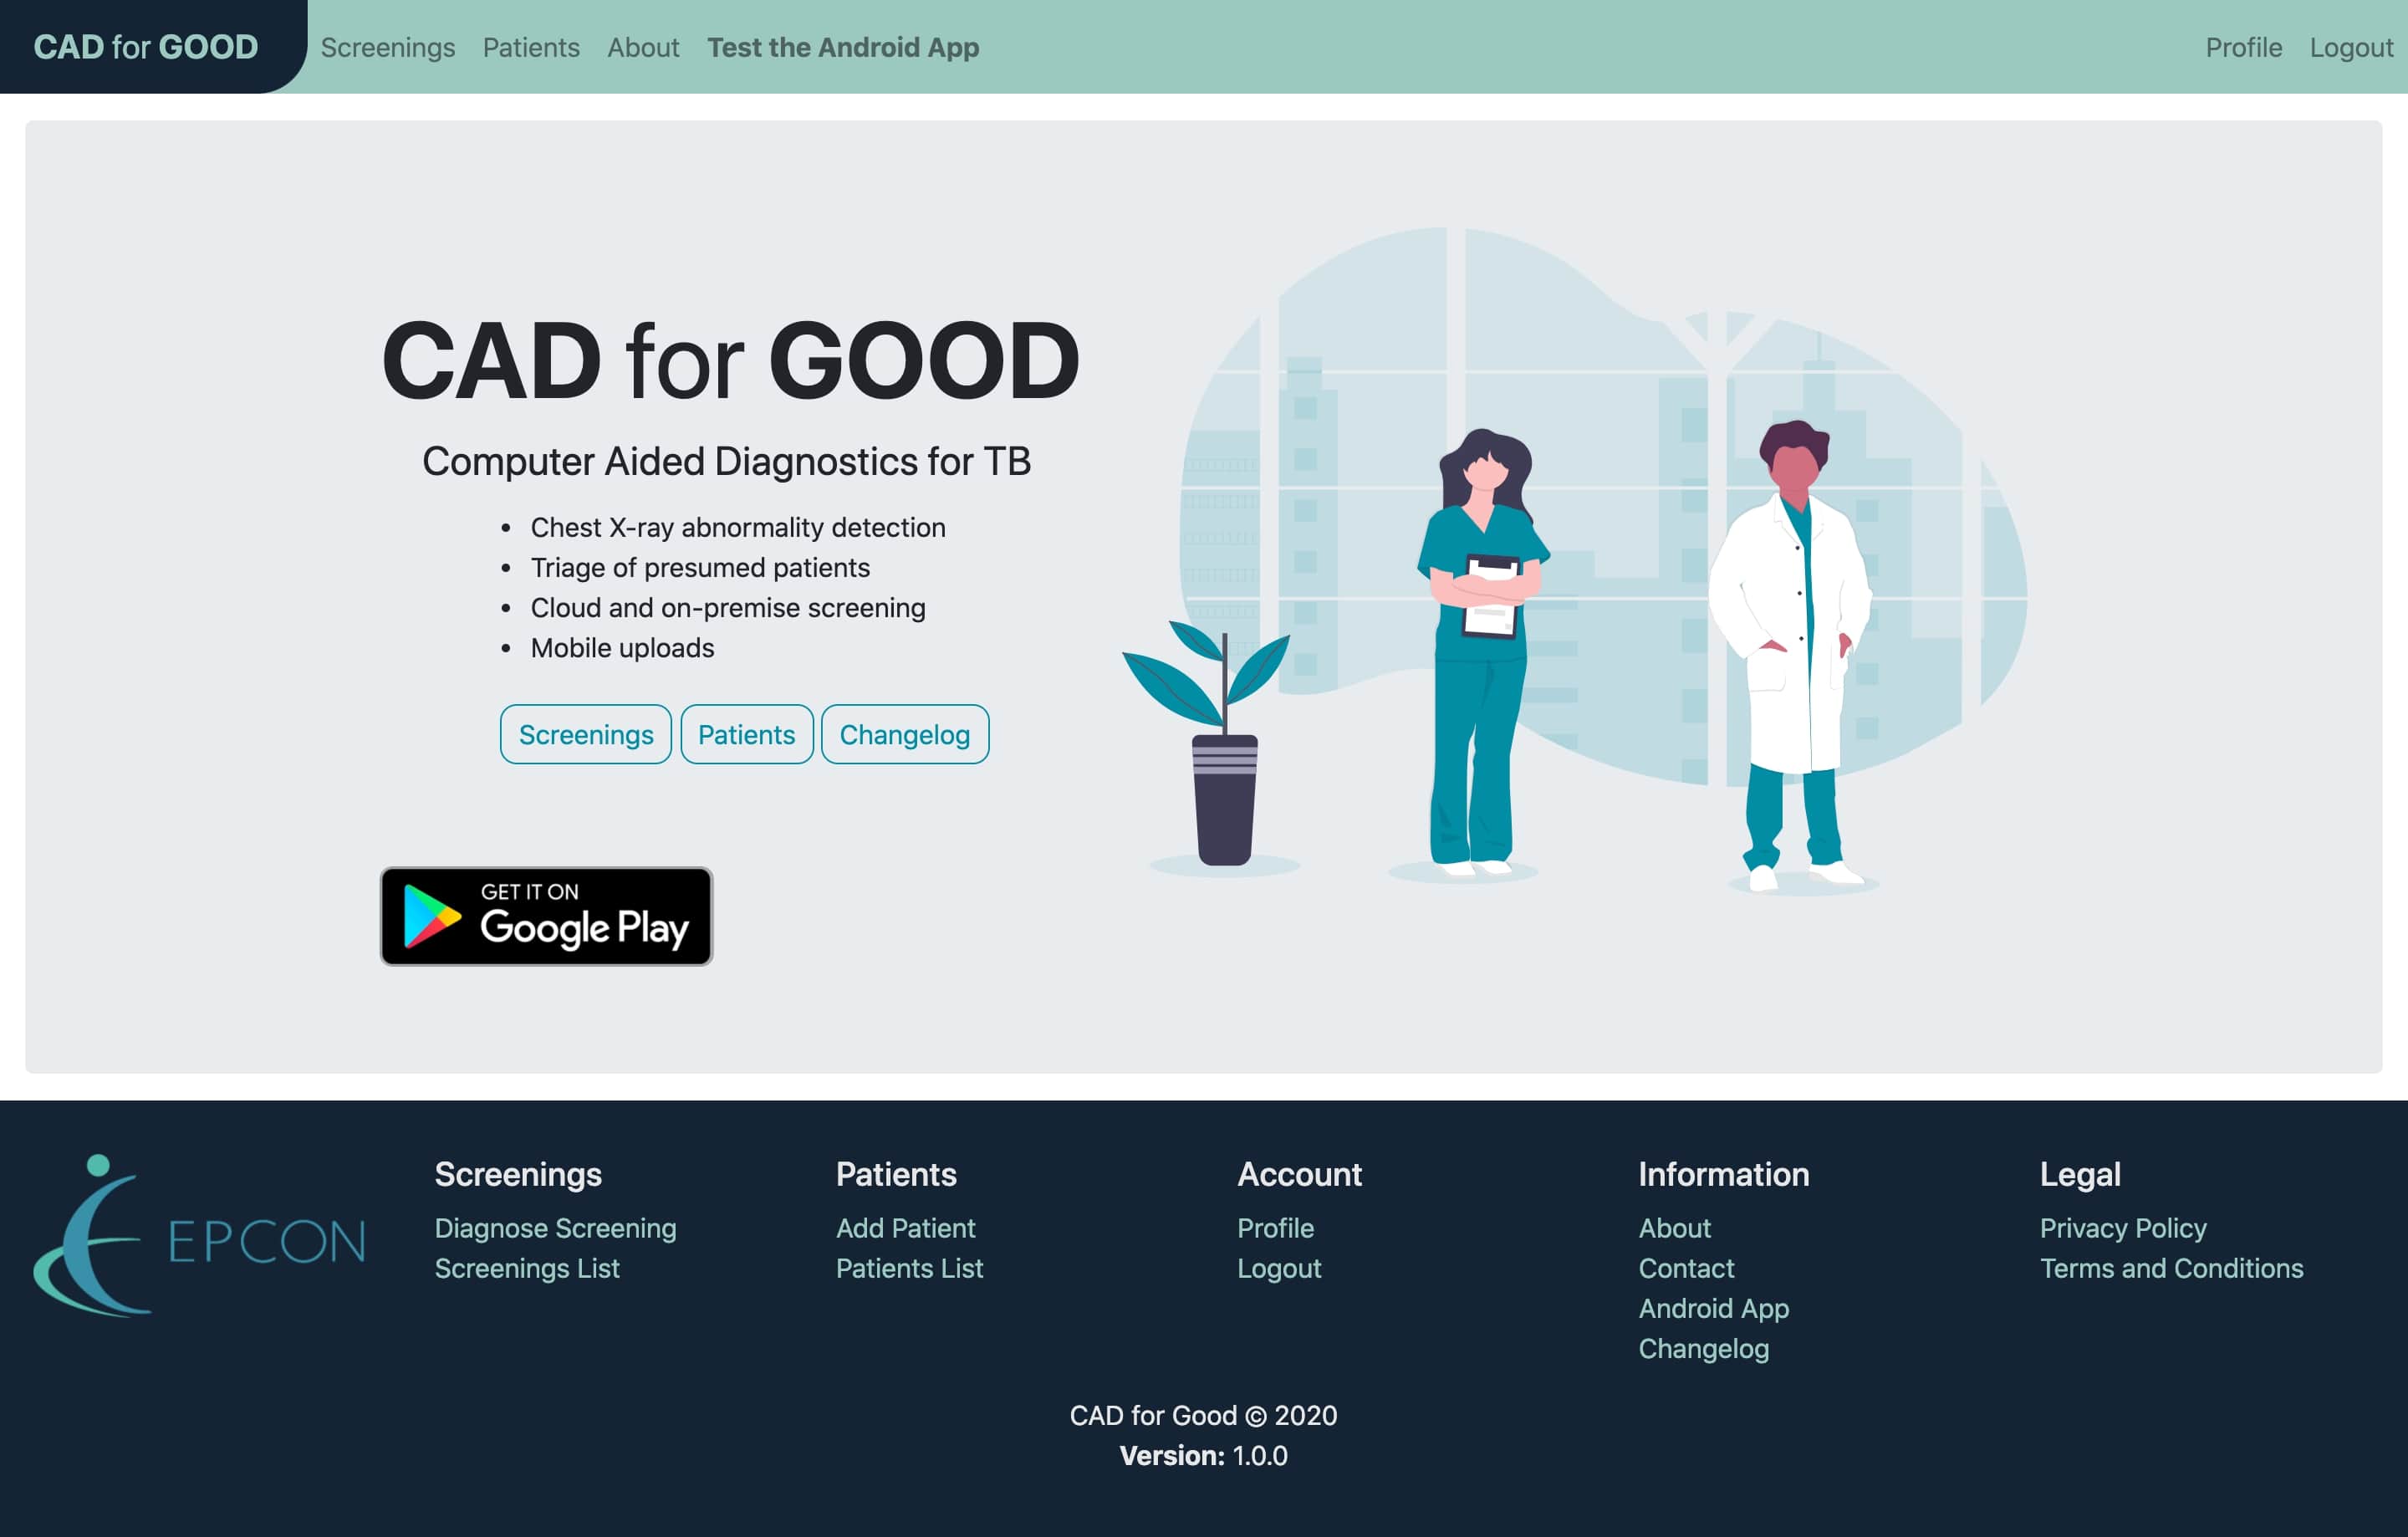 CAD for GOOD
Screenings
Patients
About
Test the Android App
Profile
Logout
CAD for GOOD
Computer Aided Diagnostics for TB
• Chest X-ray abnormality detection
• Triage of presumed patients
• Cloud and on-premise screening
• Mobile uploads
Screenings
Patients
Changelog
GET IT ON
Google Play
EPCON
Screenings
Diagnose Screening
Screenings List
Patients
Add Patient
Patients List
Account
Profile
Logout
Information
About
Contact
Android App
Changelog
Legal
Privacy Policy
Terms and Conditions
CAD for Good © 2020
Version: 1.0.0